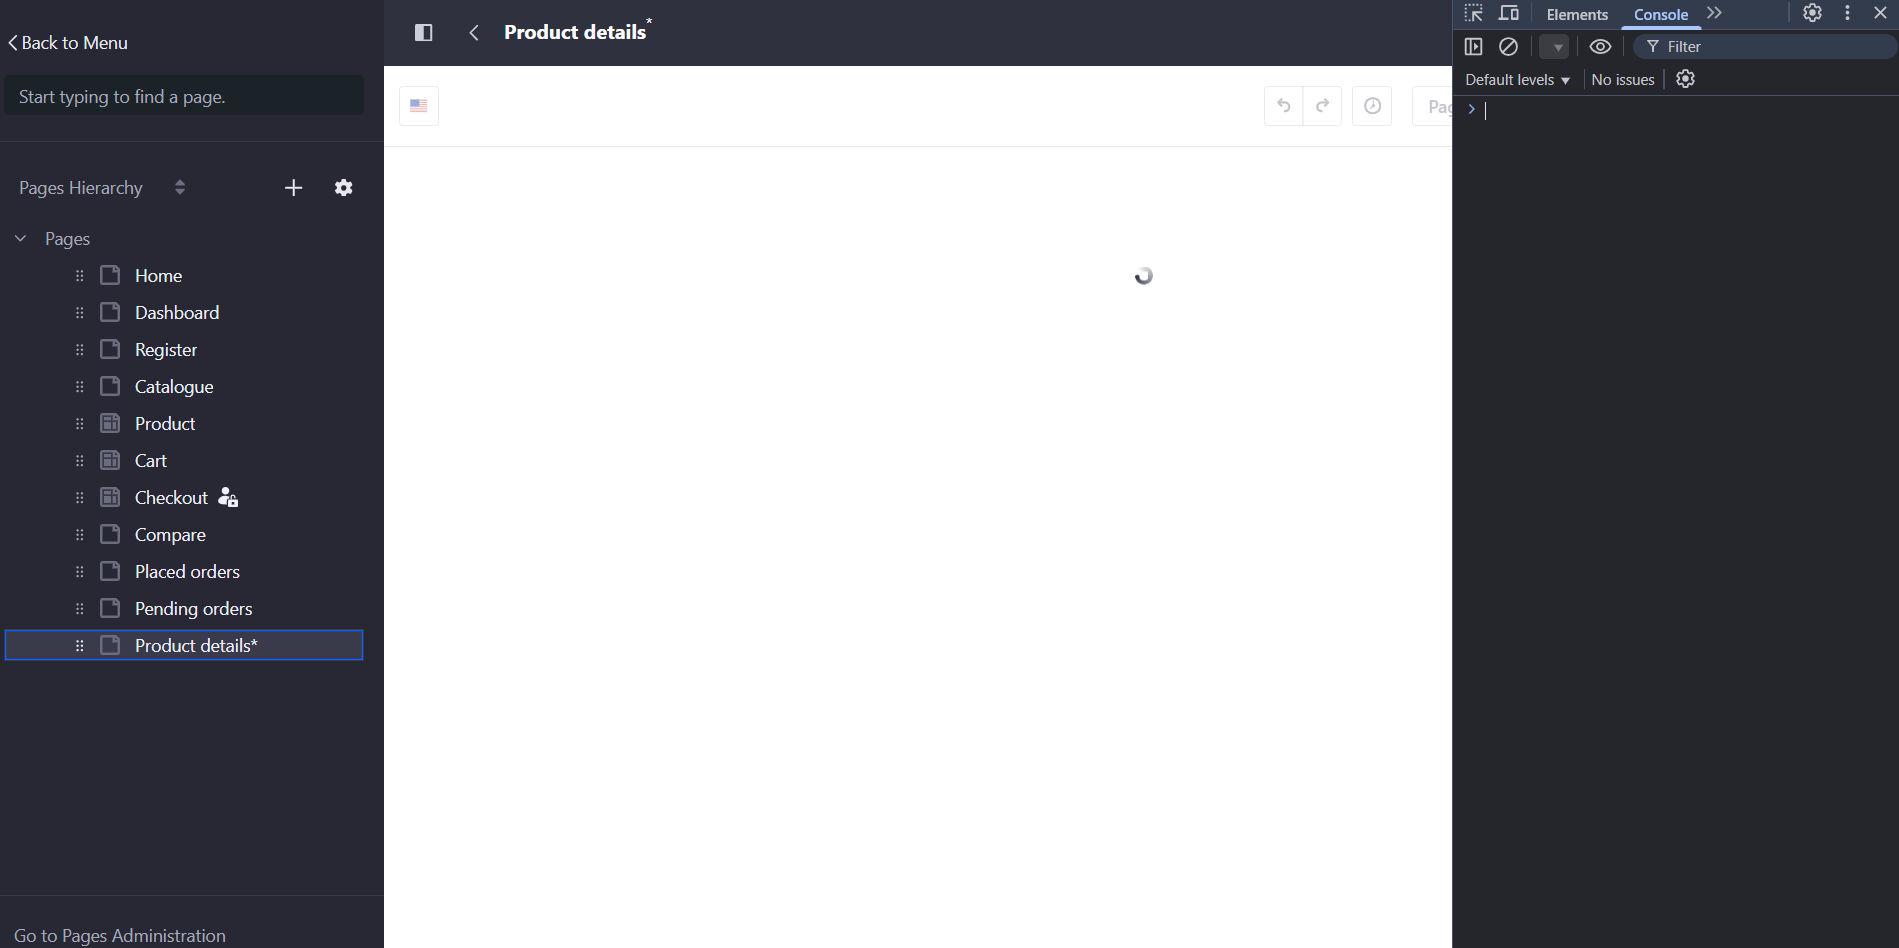 Back to Menu
Start typing to find a page.
Pages Hierarchy
Pages
Home
Dashboard
Register
Catalogue
Product
Cart
Checkout
Compare
Placed orders
Pending orders
Product details*
Go to Pages Administration
Product details*
Pag
Elements
Console
Filter
Default levels
No issues